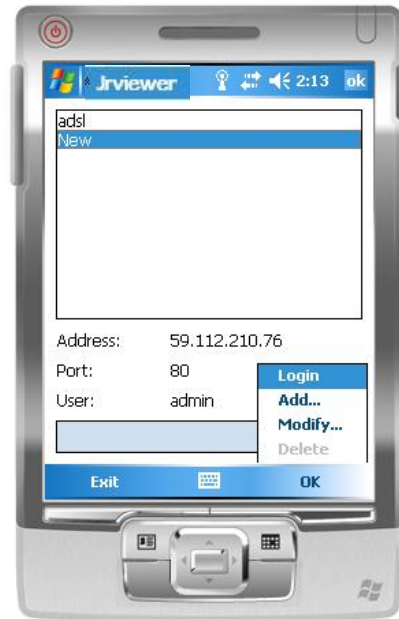 Jrviewer 2:13 ok
adsl
New
Address: 59.112.210.76
Port: 80
User: admin
Login
Add...
Modify...
Delete
Exit OK